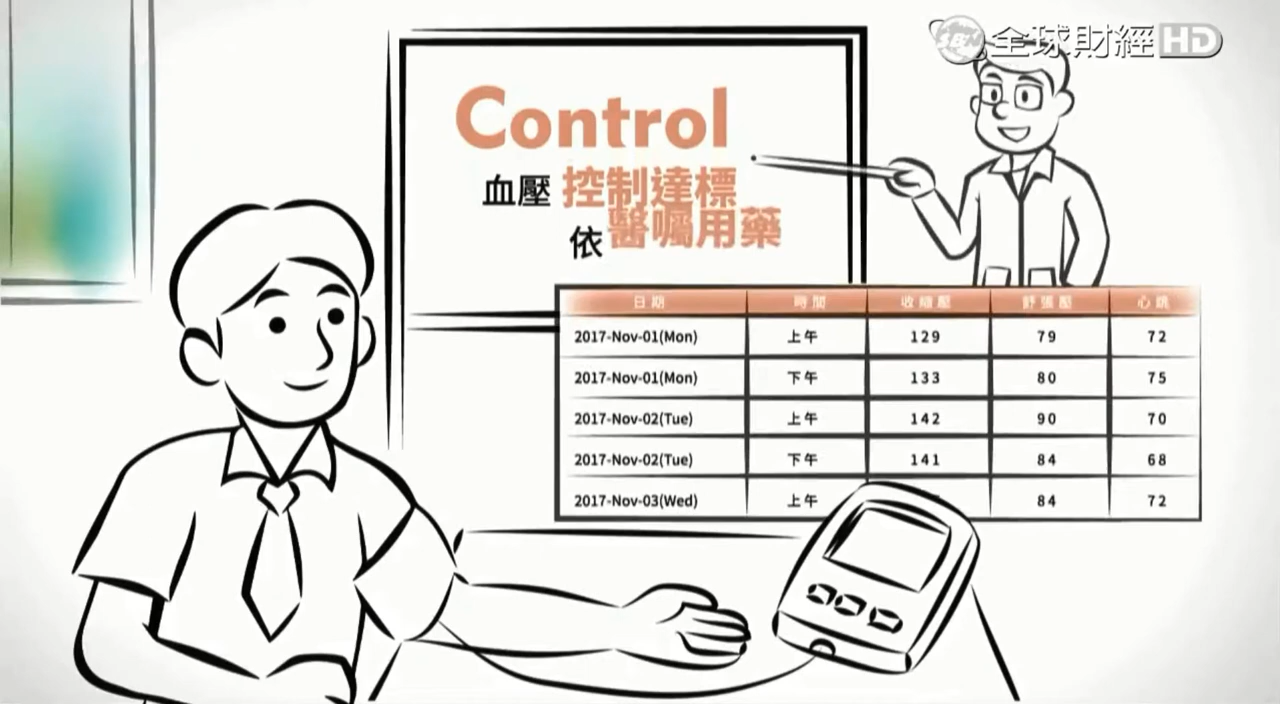 全球財經HD
Control
血壓 控制達標
依醫囑用藥
日期 時間 收縮壓 舒張壓 心跳
2017-Nov-01(Mon) 上午 129 79 72
2017-Nov-01(Mon) 下午 133 80 75
2017-Nov-02(Tue) 上午 142 90 70
2017-Nov-02(Tue) 下午 141 84 68
2017-Nov-03(Wed) 上午 84 72